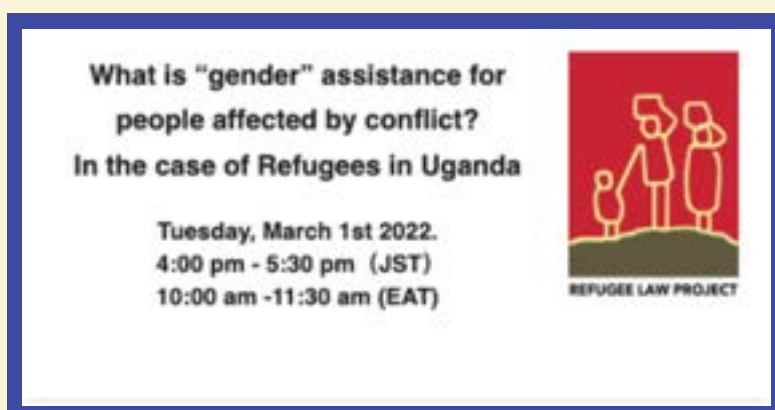 What is “gender” assistance for
people affected by conflict?
In the case of Refugees in Uganda
Tuesday, March 1st 2022.
4:00 pm - 5:30 pm（JST）
10:00 am -11:30 am (EAT)
REFUGEE LAW PROJECT